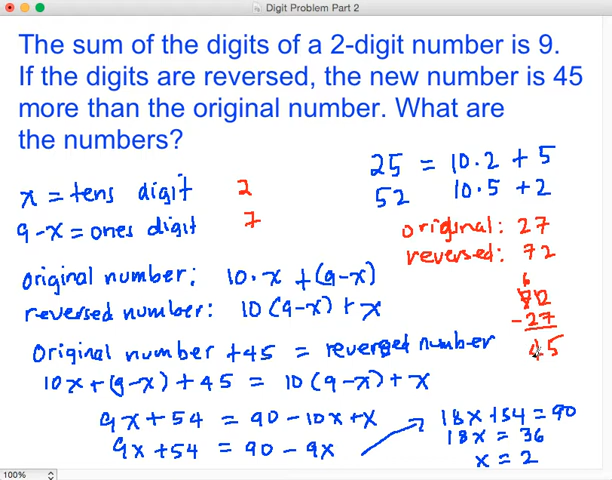 Digit Problem Part 2
The sum of the digits of a 2-digit number is 9.
If the digits are reversed, the new number is 45
more than the original number. What are
the numbers?
25 = 10·2 + 5
52 10·5 + 2
x = tens digit 2
9-x = ones digit 7
original: 27
reversed: 72
original number: 10·x + (9-x)
reversed number: 10(9-x) + x
6
72
12
-27
45
Original number + 45 = reversed number
10x + (9-x) + 45 = 10(9-x) + x
9x + 54 = 90 - 10x + x
9x + 54 = 90 - 9x
18x + 54 = 90
18x = 36
x = 2
100%